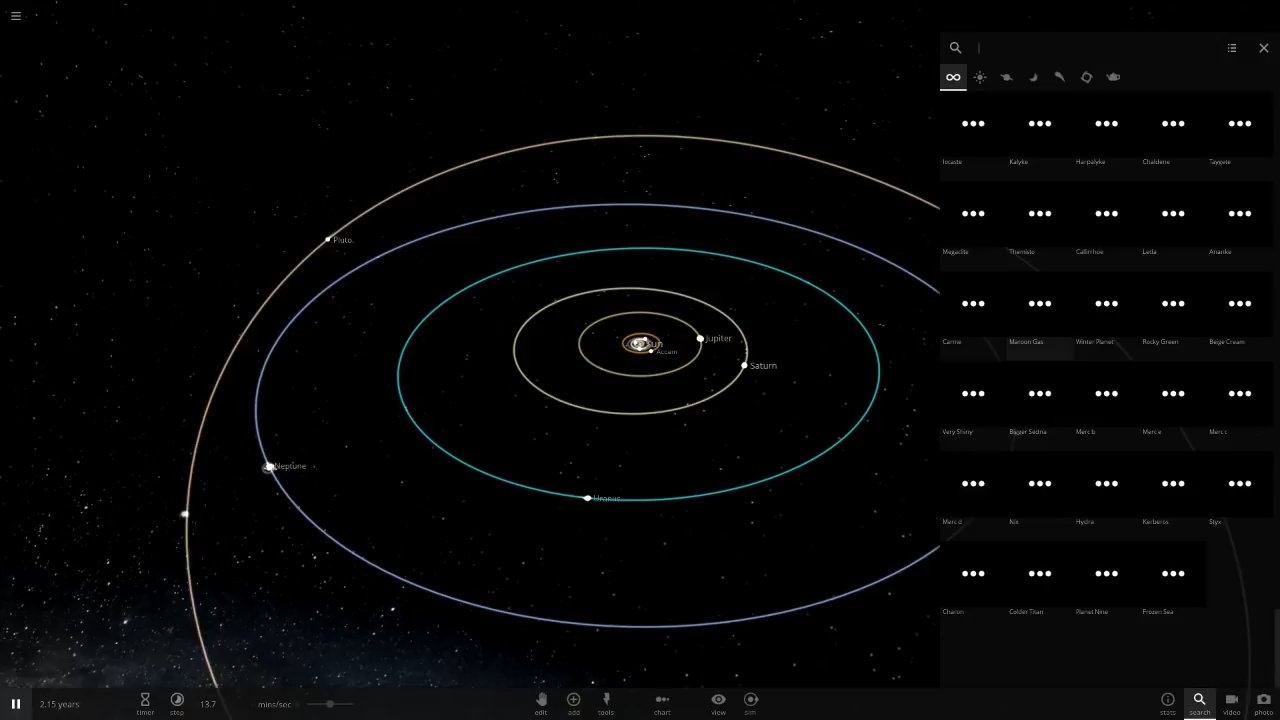 Iocaste Kalyke Harpalyke Chaldene Taygete
Megaclite Themisto Callirrhoe Leda Ananke
Pluto
Carme Maroon Gas Winter Planet Rocky Green Beige Cream
Jupiter
Sun
Accam
Saturn
Very Shiny Bigger Sedna Merc b Merc e Merc c
Neptune
Uranus
Merc d Nix Hydra Kerberos Styx
Charon Colder Titan Planet Nine Frozen Sea
2.15 years
timer
step
13.7
mins/sec
edit
add
tools
chart
view
sim
stats
search
video
photo